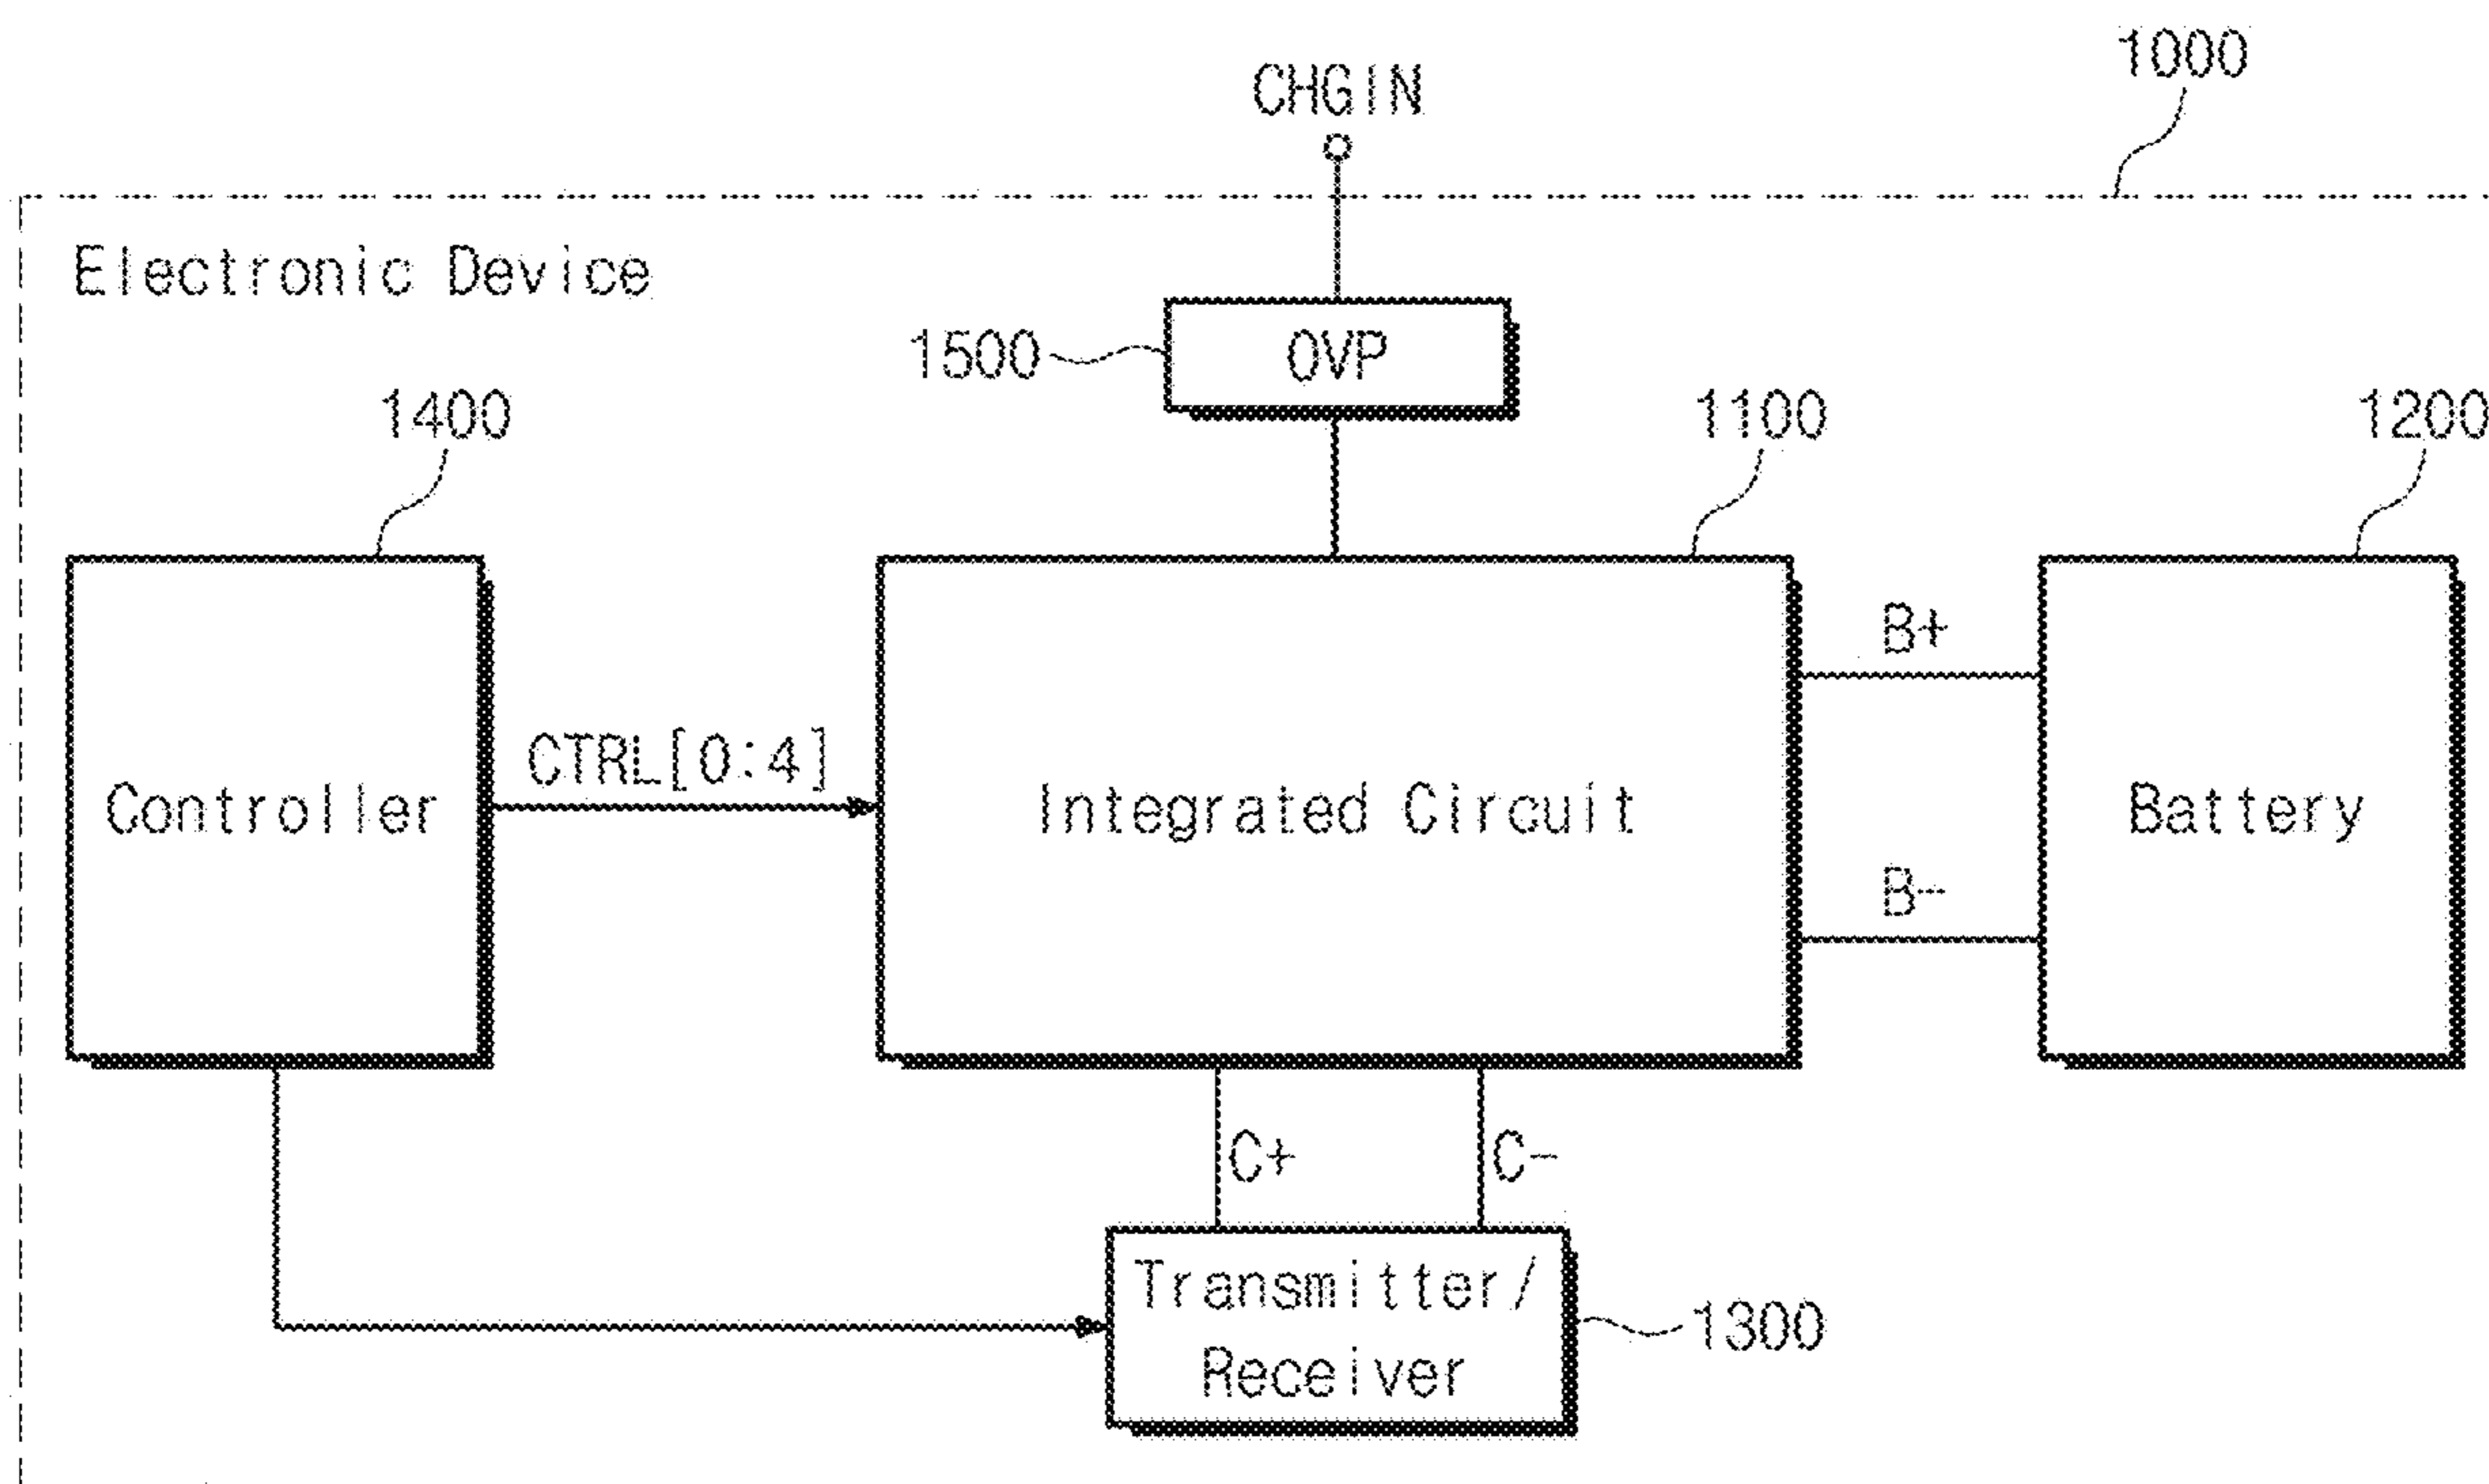 1000
CHGIN
Electronic Device
1500
OVP
1400
1100
1200
B+
CTRL[0:4]
Controller
Integrated Circuit
Battery
B-
C+
C-
Transmitter/
Receiver
1300